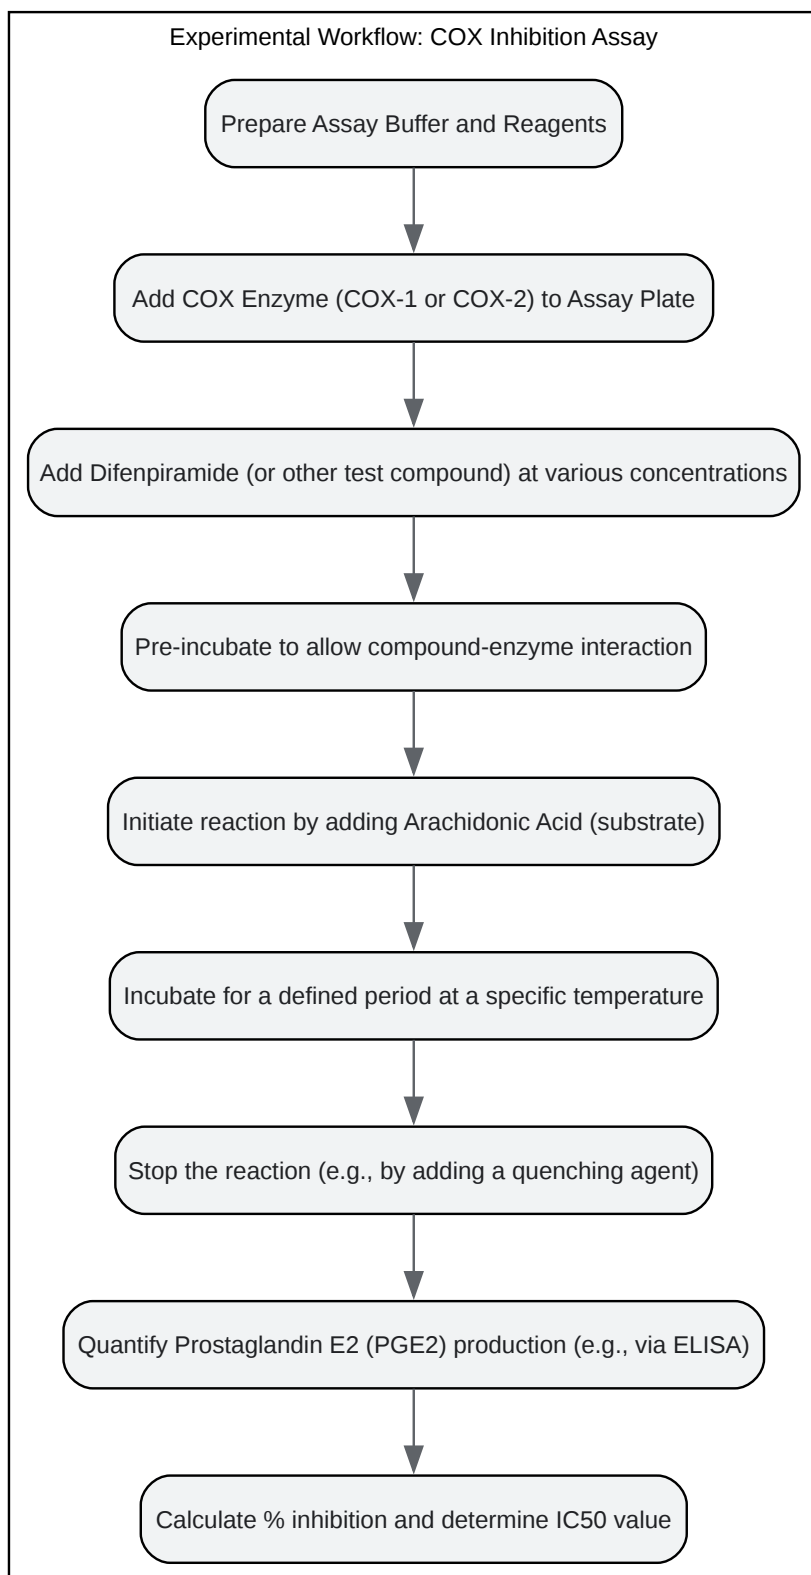 Experimental Workflow: COX Inhibition Assay
Prepare Assay Buffer and Reagents
Add COX Enzyme (COX-1 or COX-2) to Assay Plate
Add Difenpiramide (or other test compound) at various concentrations
Pre-incubate to allow compound-enzyme interaction
Initiate reaction by adding Arachidonic Acid (substrate)
Incubate for a defined period at a specific temperature
Stop the reaction (e.g., by adding a quenching agent)
Quantify Prostaglandin E2 (PGE2) production (e.g., via ELISA)
Calculate % inhibition and determine IC50 value